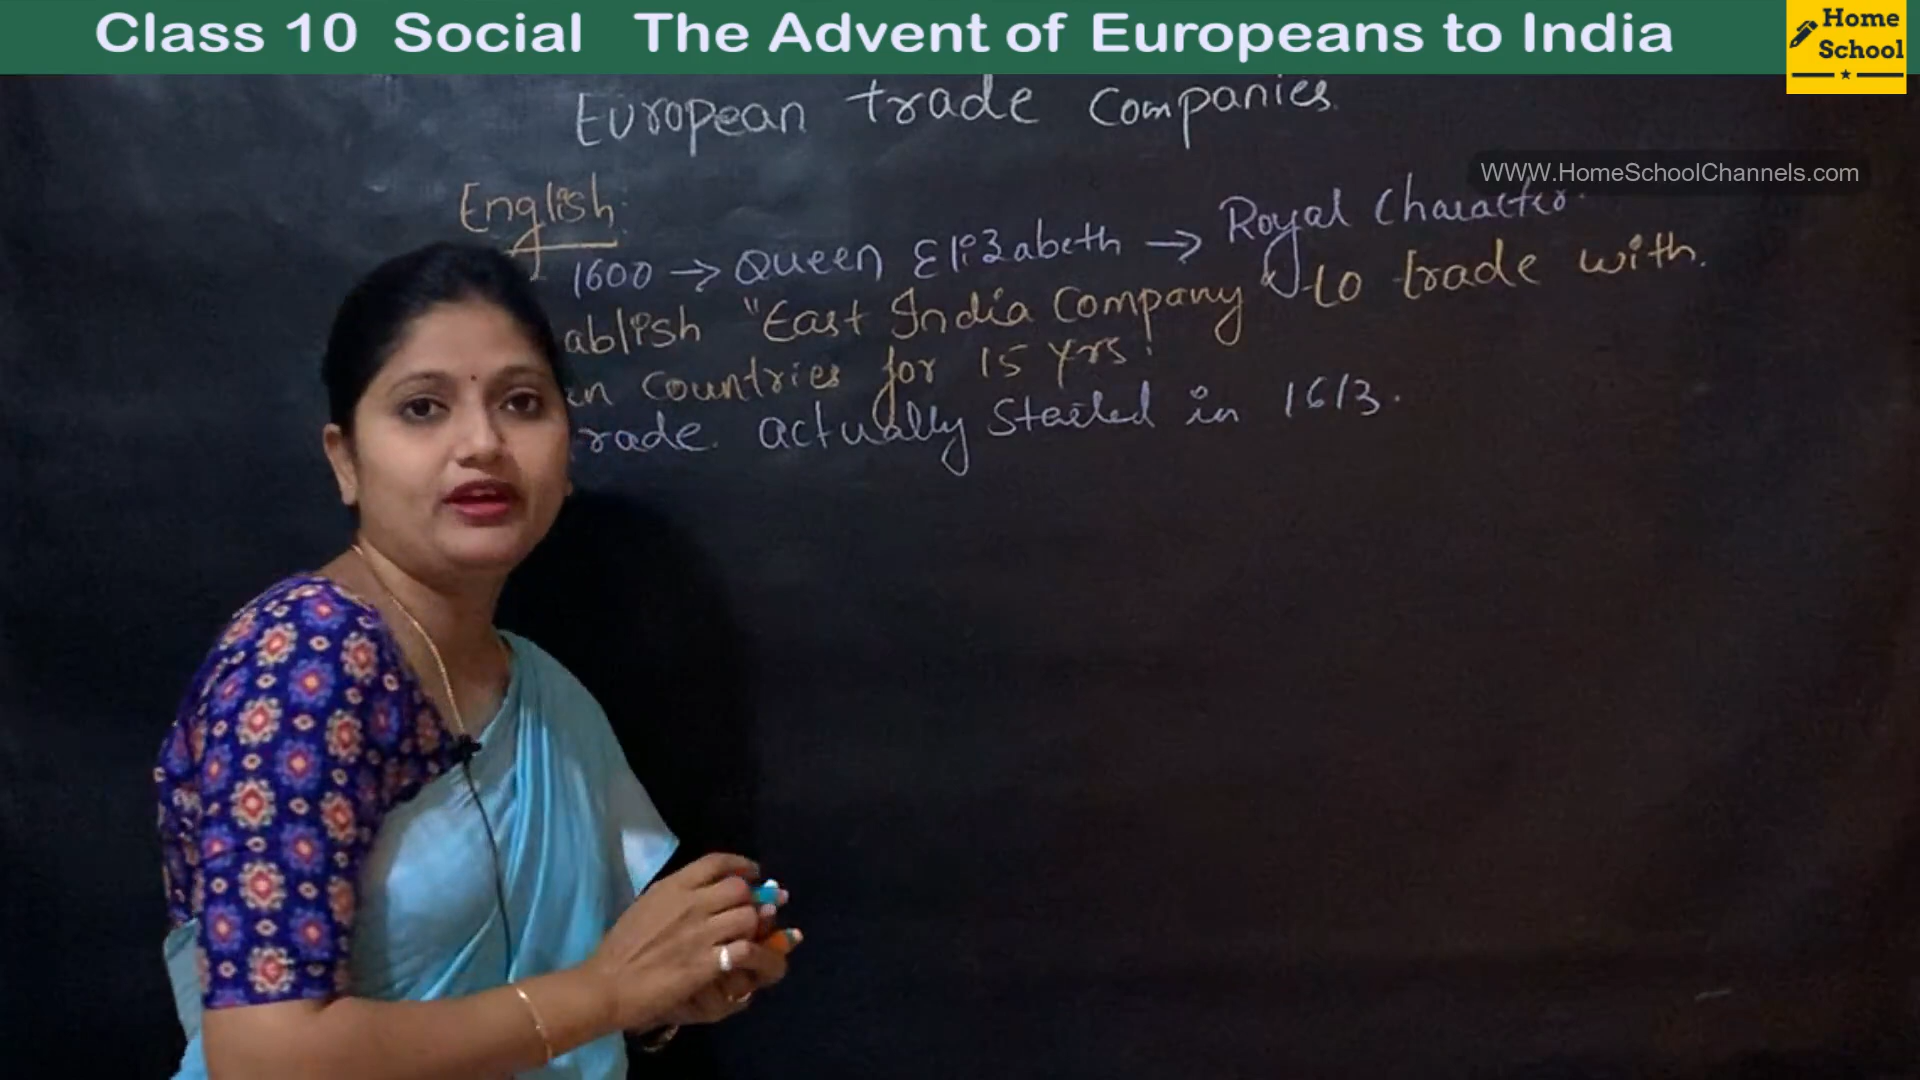 Class 10 Social The Advent of Europeans to India
Home
School
European trade Companies
WWW.HomeSchoolChannels.com
English
1600 → Queen Elizabeth → Royal Character.
ablish "East India Company" to trade with
an Countries for 15 yrs.
rade actually Started in 1613.